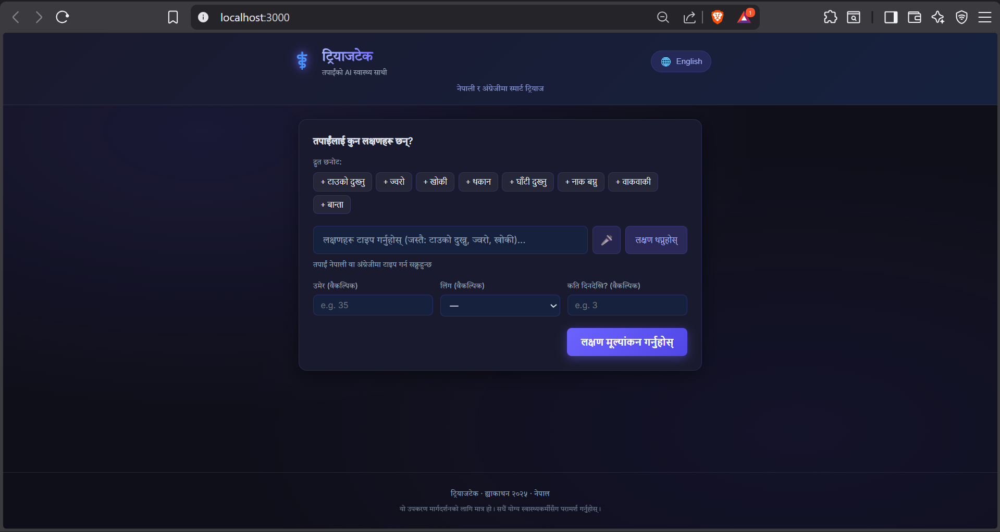 localhost:3000
1
ट्रियाजटेक
तपाईंको AI स्वास्थ्य साथी
English
नेपाली र अंग्रेजीमा स्मार्ट ट्रियाज
तपाईंलाई कुन लक्षणहरू छन्?
द्रुत छनोट:
+ टाउको दुख्नु + ज्वरो + खोकी + थकान + घाँटी दुख्नु + नाक बग्नु + वाकवाकी
+ बान्ता
लक्षणहरू टाइप गर्नुहोस् (जस्तै: टाउको दुख्नु, ज्वरो, खोकी)...
लक्षण थप्नुहोस्
तपाईं नेपाली वा अंग्रेजीमा टाइप गर्न सक्नुहुन्छ
उमेर (वैकल्पिक) लिंग (वैकल्पिक) कति दिनदेखि? (वैकल्पिक)
e.g. 35 — e.g. 3
लक्षण मूल्यांकन गर्नुहोस्
ट्रियाजटेक · ह्याकाथन २०२५ · नेपाल
यो उपकरण मार्गदर्शनको लागि मात्र हो। सधैं योग्य स्वास्थ्यकर्मीसँग परामर्श गर्नुहोस्।